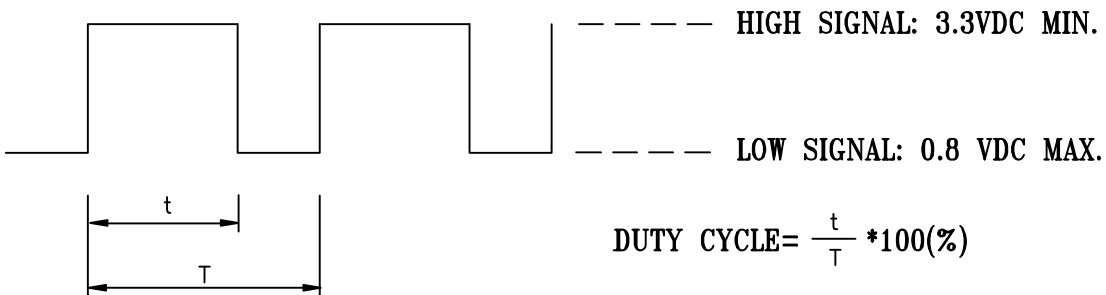 HIGH SIGNAL: 3.3VDC MIN.
LOW SIGNAL: 0.8 VDC MAX.
t
T
DUTY CYCLE= t/T *100(%)